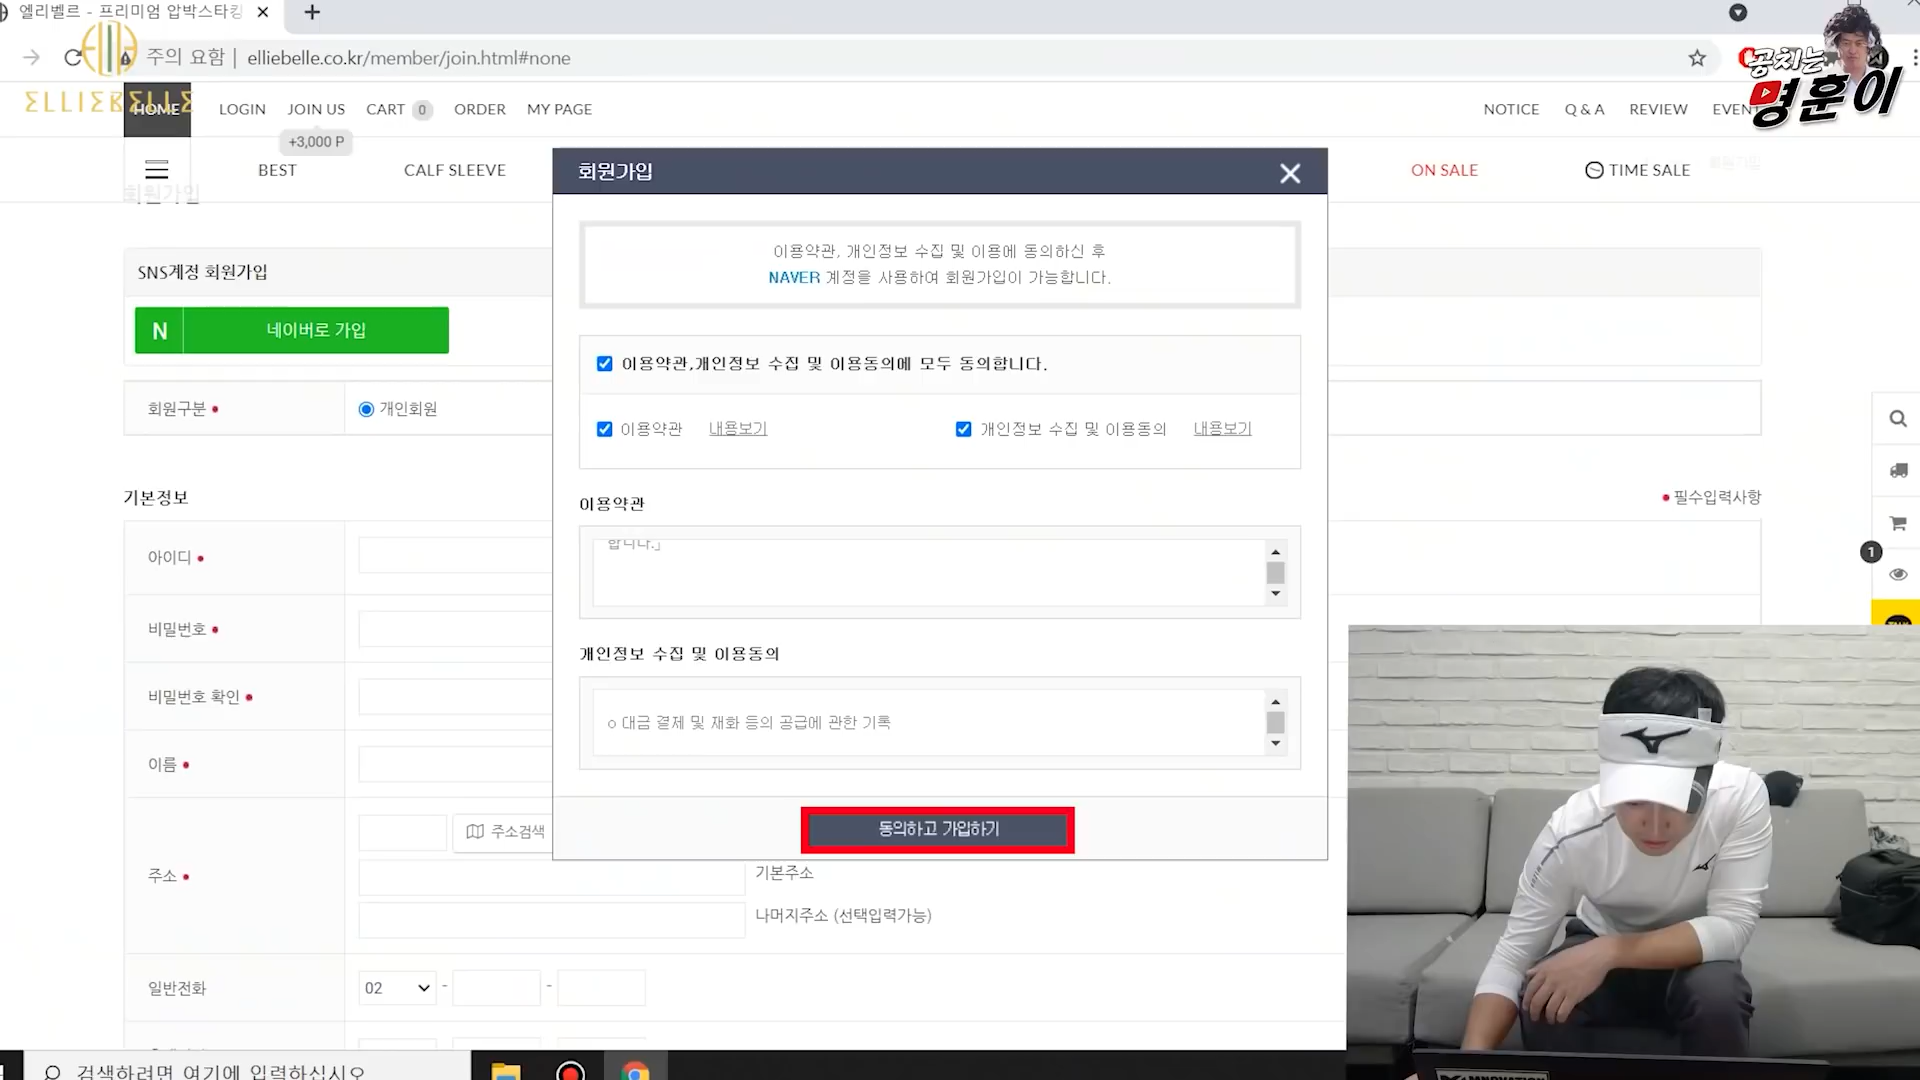 엘리벨르 - 프리미엄 압박스타킹
주의 요함 | elliebelle.co.kr/member/join.html#none
공치는
명훈이
ELLIEBELLE
HOME LOGIN JOIN US CART 0 ORDER MY PAGE NOTICE Q & A REVIEW EVENT
+3,000 P
BEST CALF SLEEVE ON SALE TIME SALE
회원가입
회원가입
SNS계정 회원가입
N 네이버로 가입
이용약관, 개인정보 수집 및 이용에 동의하신 후
NAVER 계정을 사용하여 회원가입이 가능합니다.
이용약관,개인정보 수집 및 이용동의에 모두 동의합니다.
회원구분 개인회원
이용약관 내용보기 개인정보 수집 및 이용동의 내용보기
기본정보
필수입력사항
이용약관
합니다.」
아이디
1
비밀번호
개인정보 수집 및 이용동의
비밀번호 확인
o 대금 결제 및 재화 등의 공급에 관한 기록
이름
동의하고 가입하기
주소검색
주소
기본주소
나머지주소 (선택입력가능)
일반전화 02 - -
검색하려면 여기에 입력하십시오